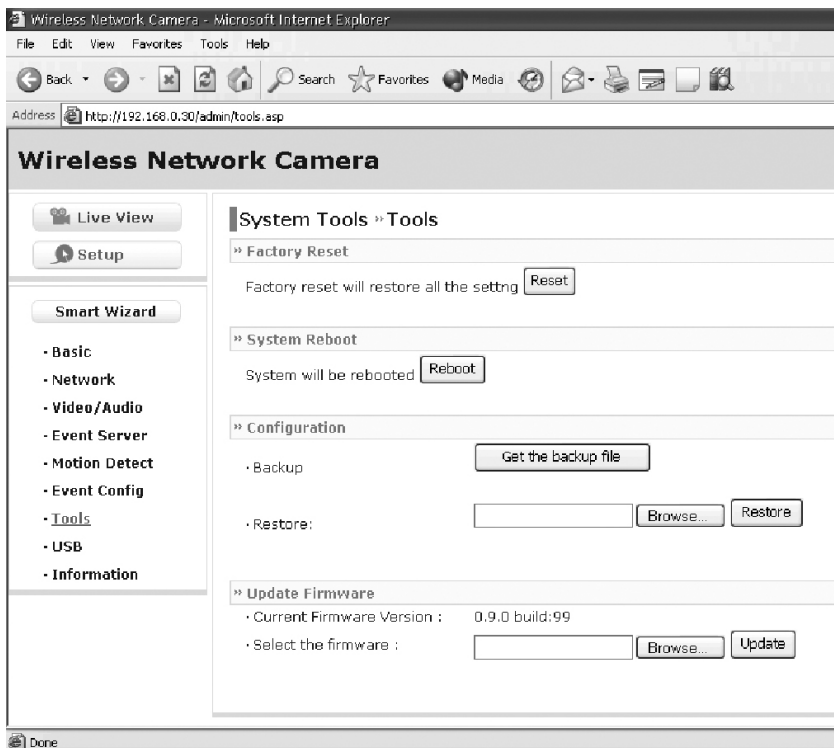 Wireless Network Camera - Microsoft Internet Explorer
File Edit View Favorites Tools Help
Back Search Favorites Media
Address http://192.168.0.30/admin/tools.asp
Wireless Network Camera
Live View
Setup
Smart Wizard
· Basic
· Network
· Video/Audio
· Event Server
· Motion Detect
· Event Config
· Tools
· USB
· Information
System Tools » Tools
» Factory Reset
Factory reset will restore all the settng Reset
» System Reboot
System will be rebooted Reboot
» Configuration
· Backup Get the backup file
· Restore: Browse... Restore
» Update Firmware
· Current Firmware Version : 0.9.0 build:99
· Select the firmware : Browse... Update
Done